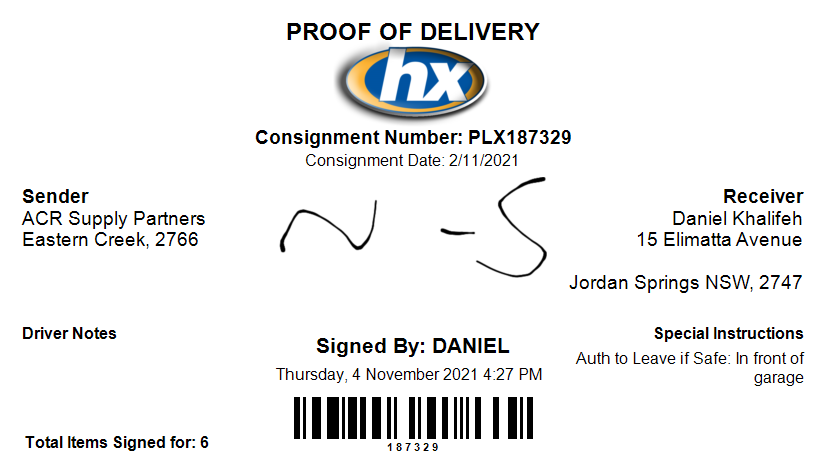 PROOF OF DELIVERY
hx
Consignment Number: PLX187329
Consignment Date: 2/11/2021
Sender
ACR Supply Partners
Eastern Creek, 2766
N - S
Receiver
Daniel Khalifeh
15 Elimatta Avenue
Jordan Springs NSW, 2747
Driver Notes
Signed By: DANIEL
Thursday, 4 November 2021 4:27 PM
Special Instructions
Auth to Leave if Safe: In front of
garage
187329
Total Items Signed for: 6